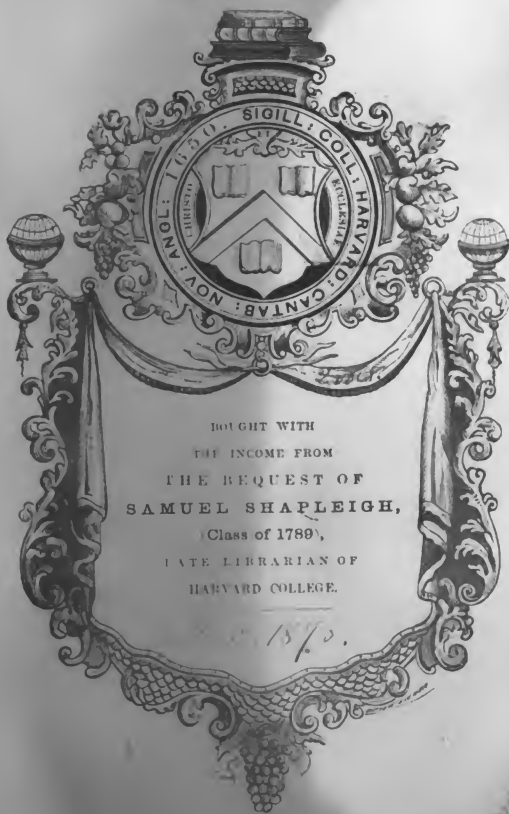 SIGILL: COLL: HARVARD: CANTAB: NOV: ANGL: 1650.
CHRISTO
ECCLESIAE
BOUGHT WITH
THE INCOME FROM
THE BEQUEST OF
SAMUEL SHAPLEIGH,
(Class of 1789),
LATE LIBRARIAN OF
HARVARD COLLEGE.
1870.